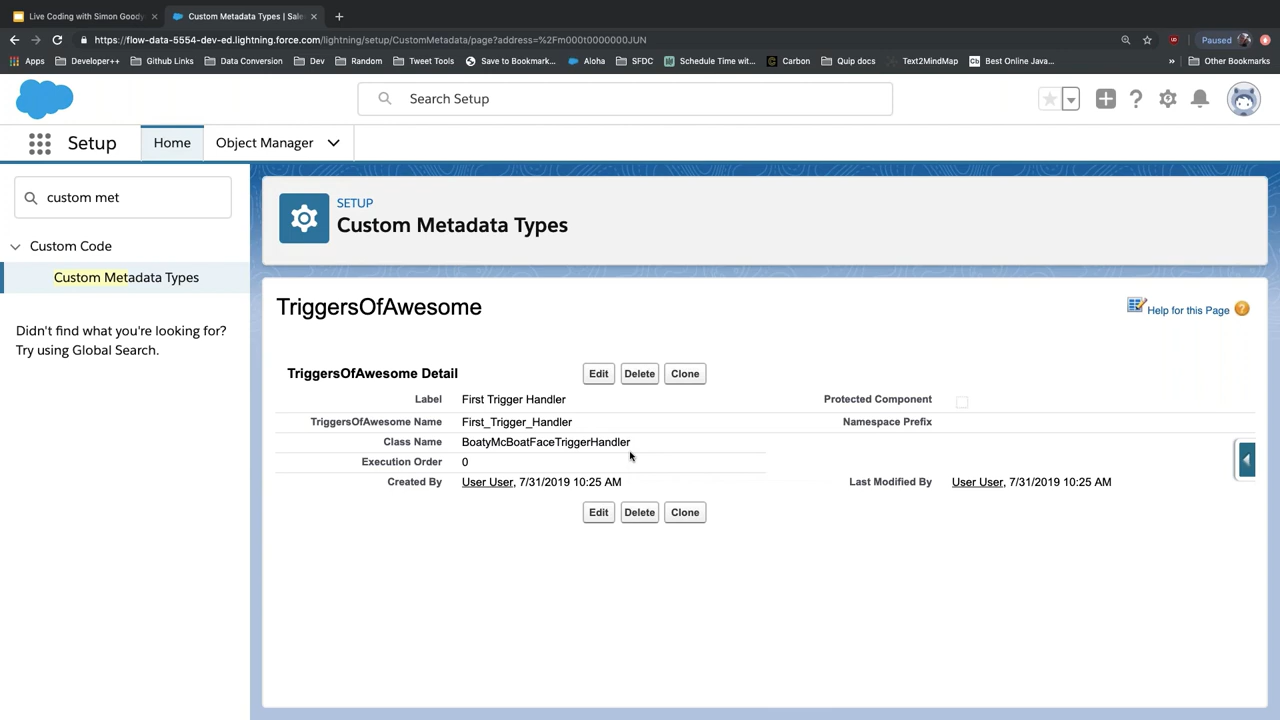 Live Coding with Simon Goody
Custom Metadata Types | Sale
https://flow-data-5554-dev-ed.lightning.force.com/lightning/setup/CustomMetadata/page?address=%2Fm000t0000000JUN
Paused
Apps Developer++ Github Links Data Conversion Dev Random Tweet Tools Save to Bookmark... Aloha SFDC Schedule Time wit... Carbon Quip docs Text2MindMap Best Online Java... » Other Bookmarks
Search Setup
Setup Home Object Manager
custom met
Custom Code
Custom Metadata Types
Didn't find what you're looking for?
Try using Global Search.
SETUP
Custom Metadata Types
TriggersOfAwesome
Help for this Page
TriggersOfAwesome Detail Edit Delete Clone
Label First Trigger Handler Protected Component
TriggersOfAwesome Name First_Trigger_Handler Namespace Prefix
Class Name BoatyMcBoatFaceTriggerHandler
Execution Order 0
Created By User User, 7/31/2019 10:25 AM Last Modified By User User, 7/31/2019 10:25 AM
Edit Delete Clone